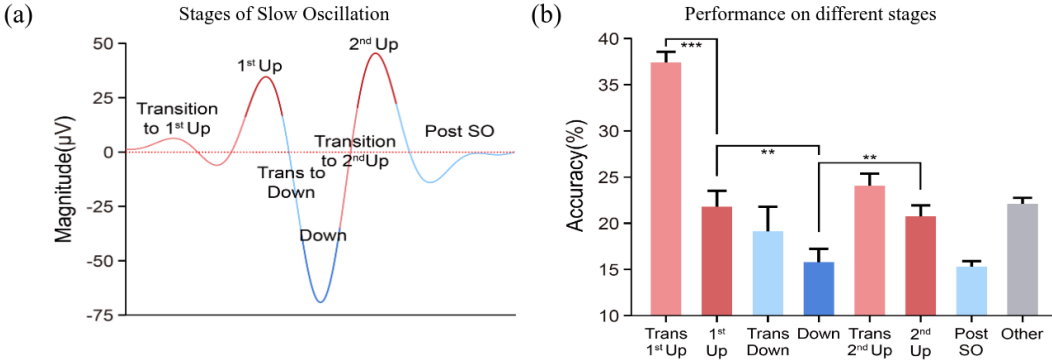 (a)
Stages of Slow Oscillation
50
25
0
-25
-50
-75
Magnitude(μV)
Transition
to 1st Up
1st Up
Trans to
Down
Down
2nd Up
Transition
to 2nd Up
Post SO
(b)
Performance on different stages
40
35
30
25
20
15
10
Accuracy(%)
***
**
**
Trans
1st Up
1st
Up
Trans
Down
Down
Trans
2nd Up
2nd
Up
Post
SO
Other